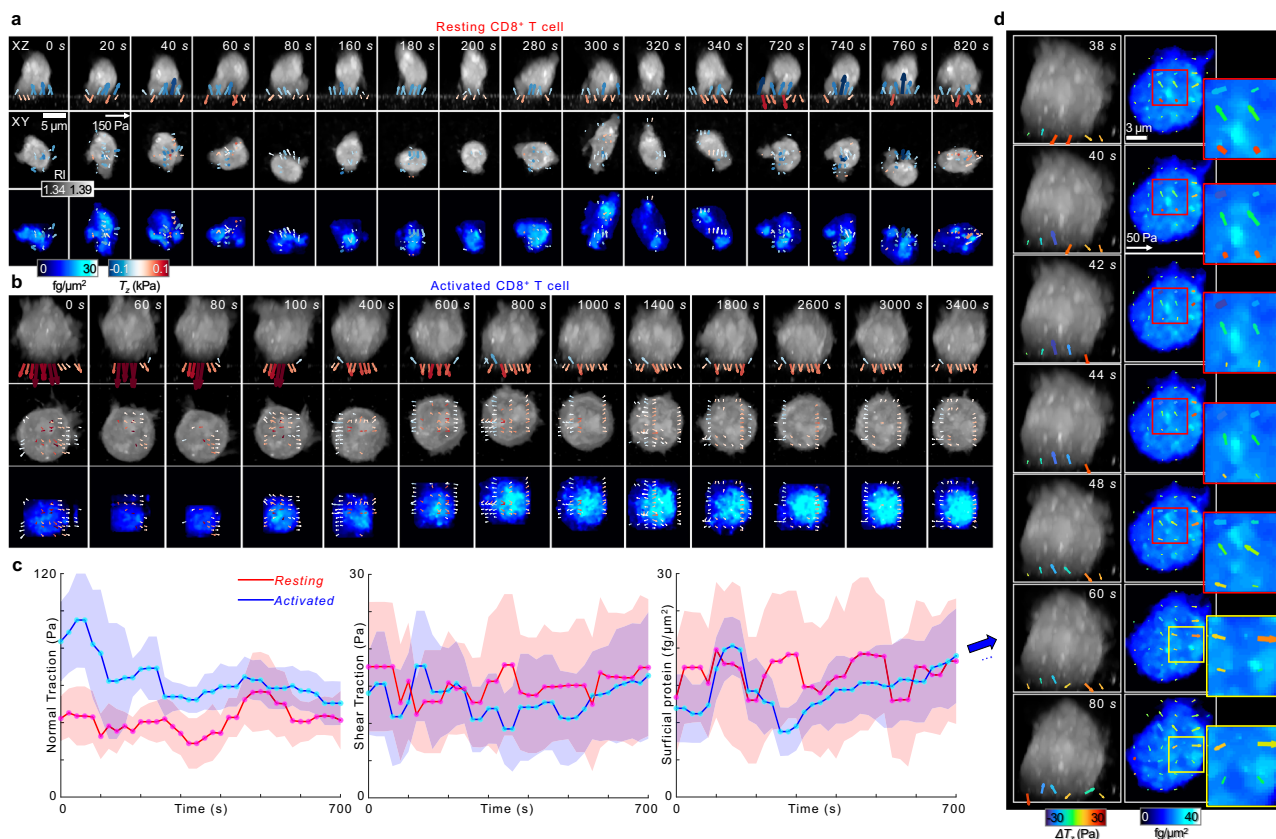 a
Resting CD8⁺ T cell
XZ 0 s 20 s 40 s 60 s 80 s 160 s 180 s 200 s 280 s 300 s 320 s 340 s 720 s 740 s 760 s 820 s
XY
5 µm
150 Pa
RI
1.34 1.39
0 30
fg/µm²
-0.1 0.1
T_z (kPa)
b
Activated CD8⁺ T cell
0 s 60 s 80 s 100 s 400 s 600 s 800 s 1000 s 1400 s 1800 s 2600 s 3000 s 3400 s
c
120
Normal Traction (Pa)
0
0
Time (s)
700
Resting
Activated
30
Shear Traction (Pa)
0
0
Time (s)
700
30
Surficial protein (fg/µm²)
0
0
Time (s)
700
d
38 s
3 µm
40 s
50 Pa
42 s
44 s
48 s
60 s
80 s
-30 30
ΔT_z (Pa)
0 40
fg/µm²